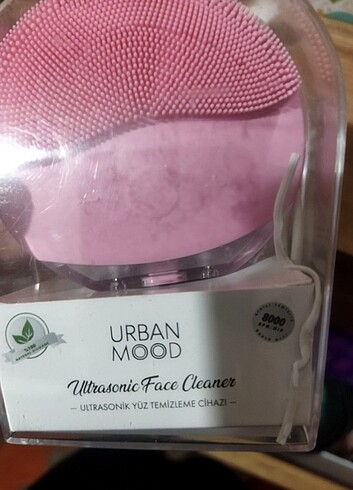 URBAN
MOOD
8000
Ultrasonic Face Cleaner
— ULTRASONİK YÜZ TEMİZLEME CİHAZI —